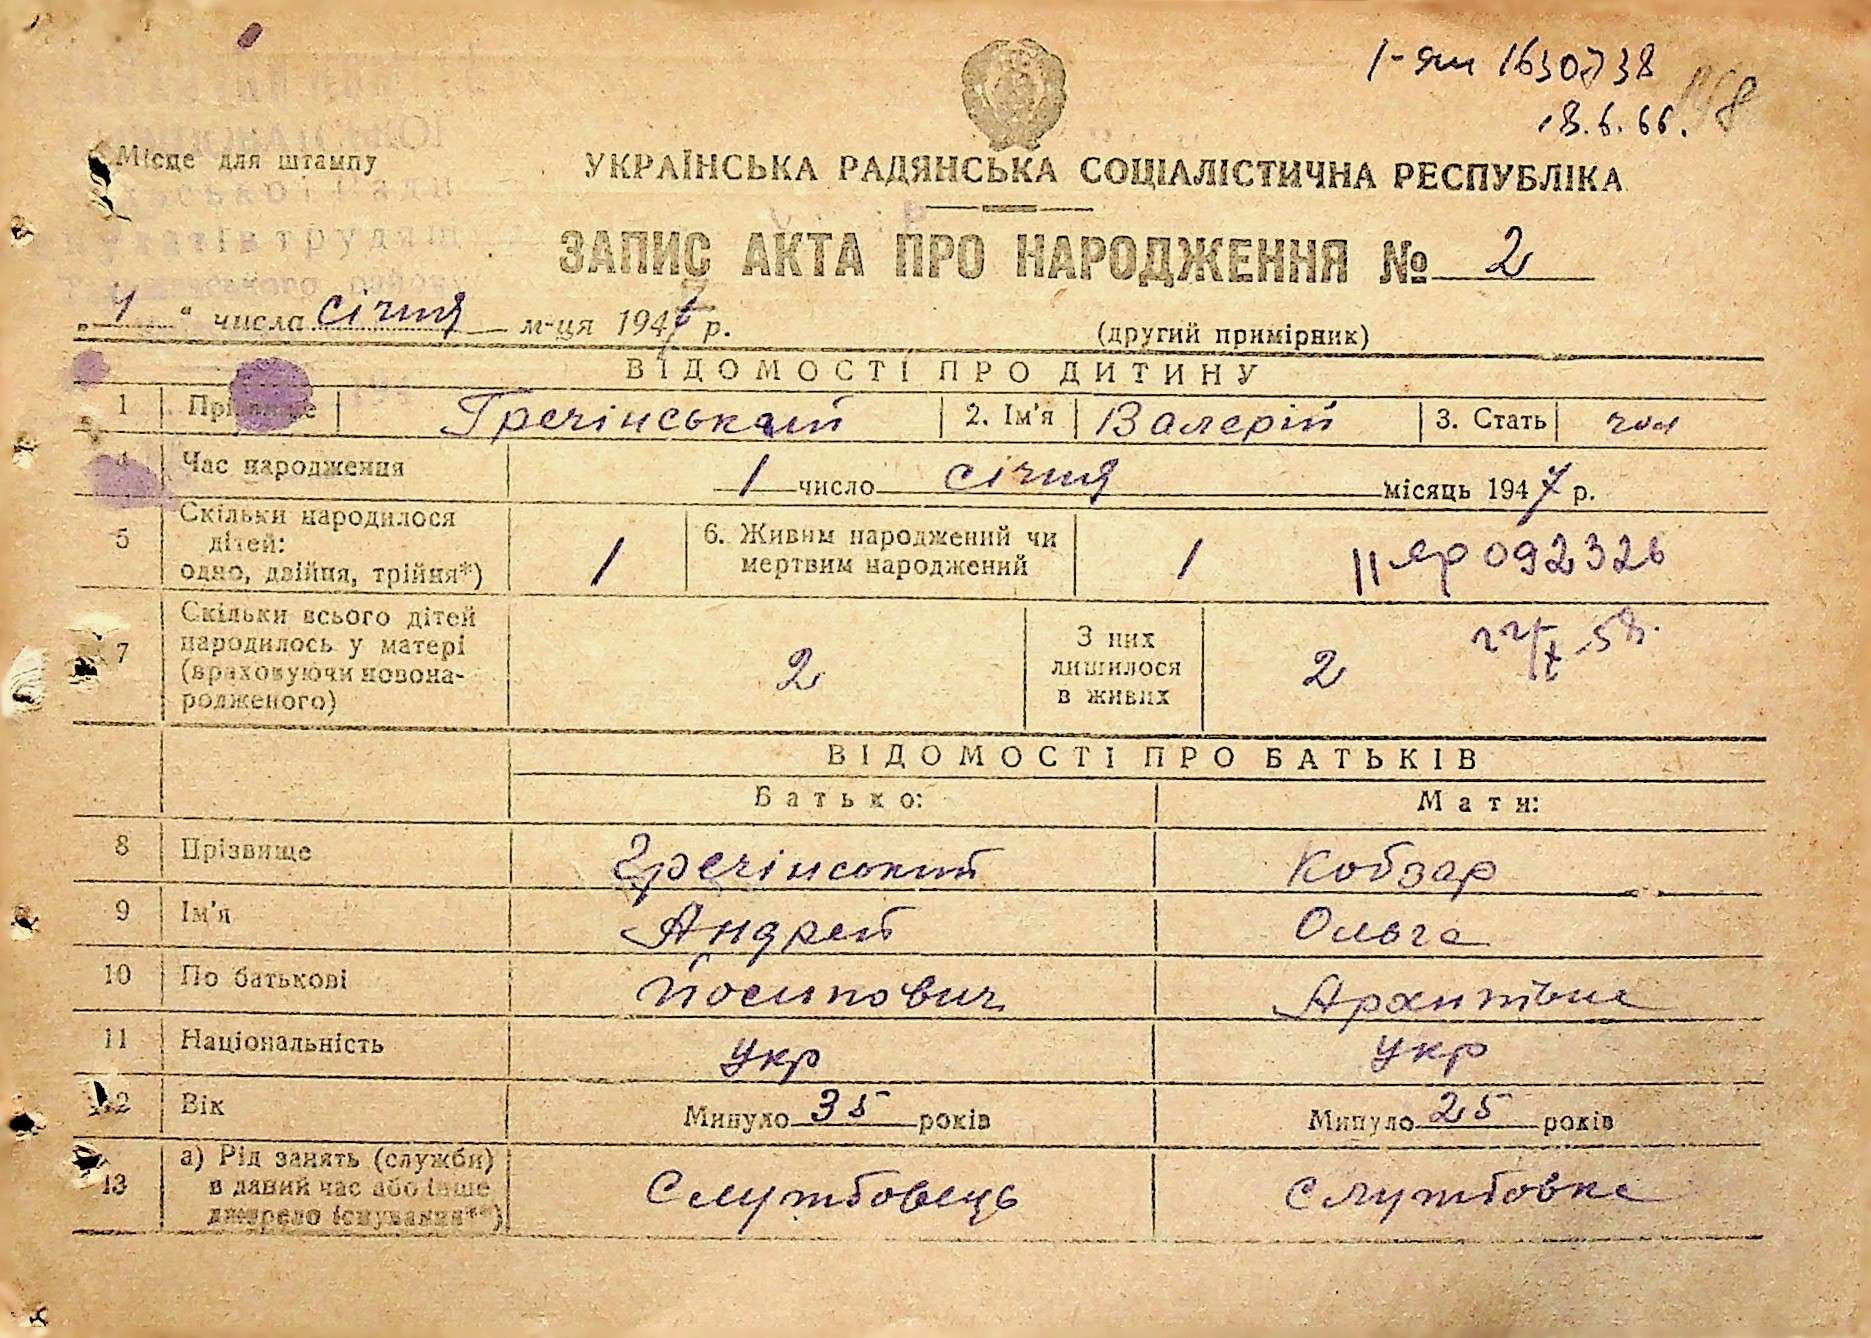 1-ям 1630738
18.6.66.
Місце для штампу
УКРАЇНСЬКА РАДЯНСЬКА СОЦІАЛІСТИЧНА РЕСПУБЛІКА
ЗАПИС АКТА ПРО НАРОДЖЕННЯ № 2
„4“ числа січня м-ця 1947 р.
(другий примірник)
ВІДОМОСТІ ПРО ДИТИНУ
1 Прізвище Гречінський 2. Ім'я Валерій 3. Стать чол
4 Час народження 1 число січня місяць 1947 р.
5 Скільки народилося дітей: одно, двійня, трійня*) 1 6. Живим народжений чи мертвим народжений 1 II яр 092326
7 Скільки всього дітей народилось у матері (враховуючи новонародженого) 2 З них лишилося в живих 2 22/X.58.
ВІДОМОСТІ ПРО БАТЬКІВ
Батько: Мати:
8 Прізвище Гречінський Кобзар
9 Ім'я Андрей Ольга
10 По батькові Йосипович Архипівна
11 Національність Укр Укр
12 Вік Минуло 35 років Минуло 25 років
13 а) Рід занять (служби) в даний час або інше джерело існування**) Службовець Службовка